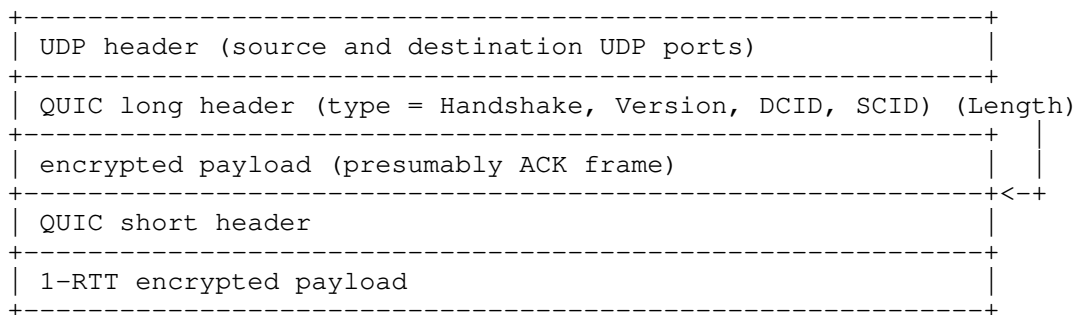 UDP header (source and destination UDP ports)
QUIC long header (type = Handshake, Version, DCID, SCID) (Length)
encrypted payload (presumably ACK frame)
QUIC short header
1-RTT encrypted payload